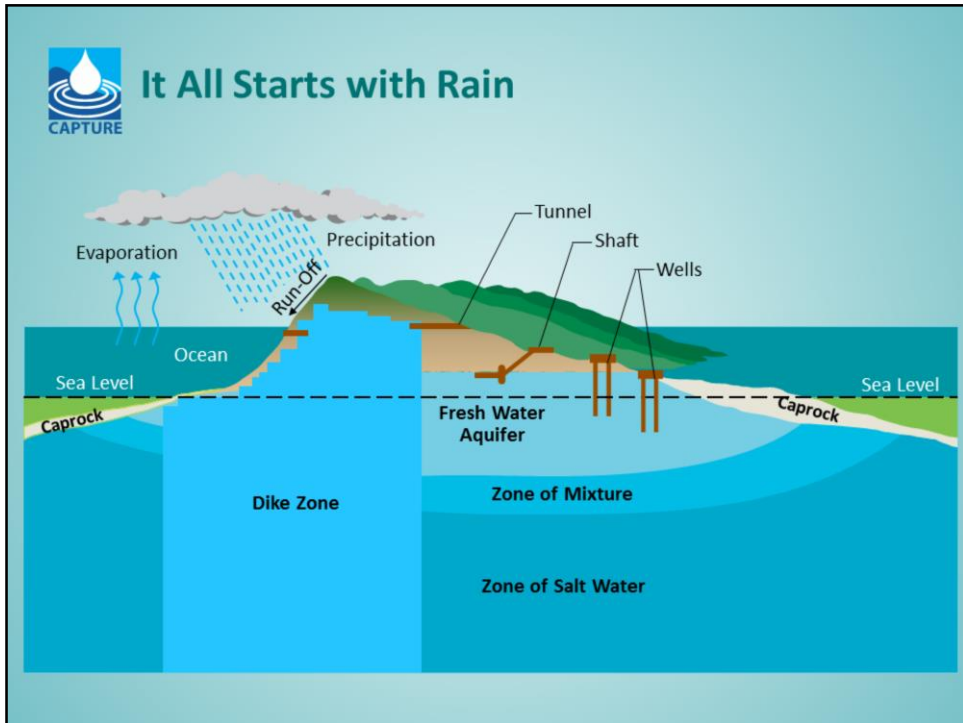 It All Starts with Rain
CAPTURE
Tunnel
Precipitation
Shaft
Evaporation
Wells
Run-Off
Ocean
Sea Level
Sea Level
Caprock
Fresh Water
Aquifer
Caprock
Zone of Mixture
Dike Zone
Zone of Salt Water